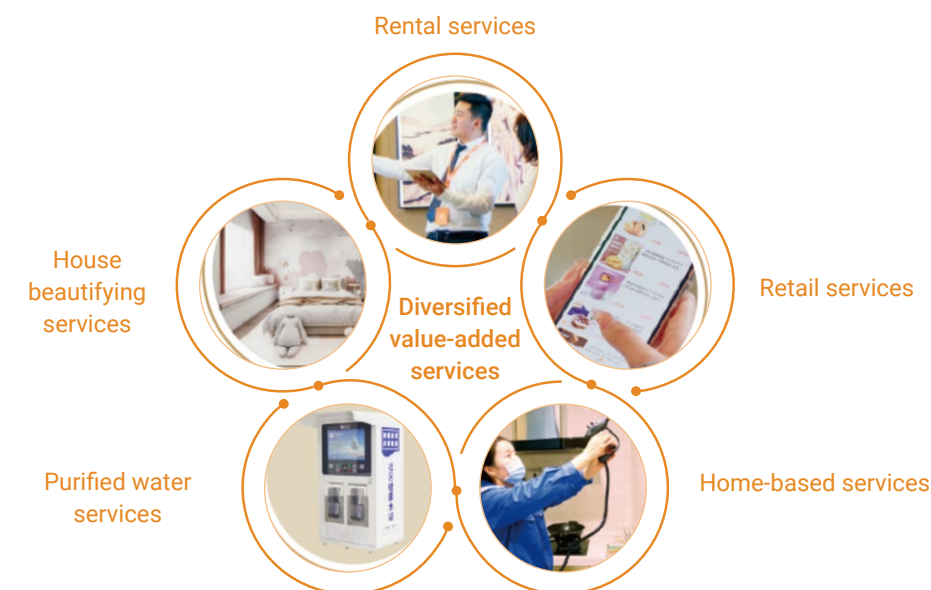 Rental services
House
beautifying
services
Diversified
value-added
services
Retail services
Purified water
services
Home-based services